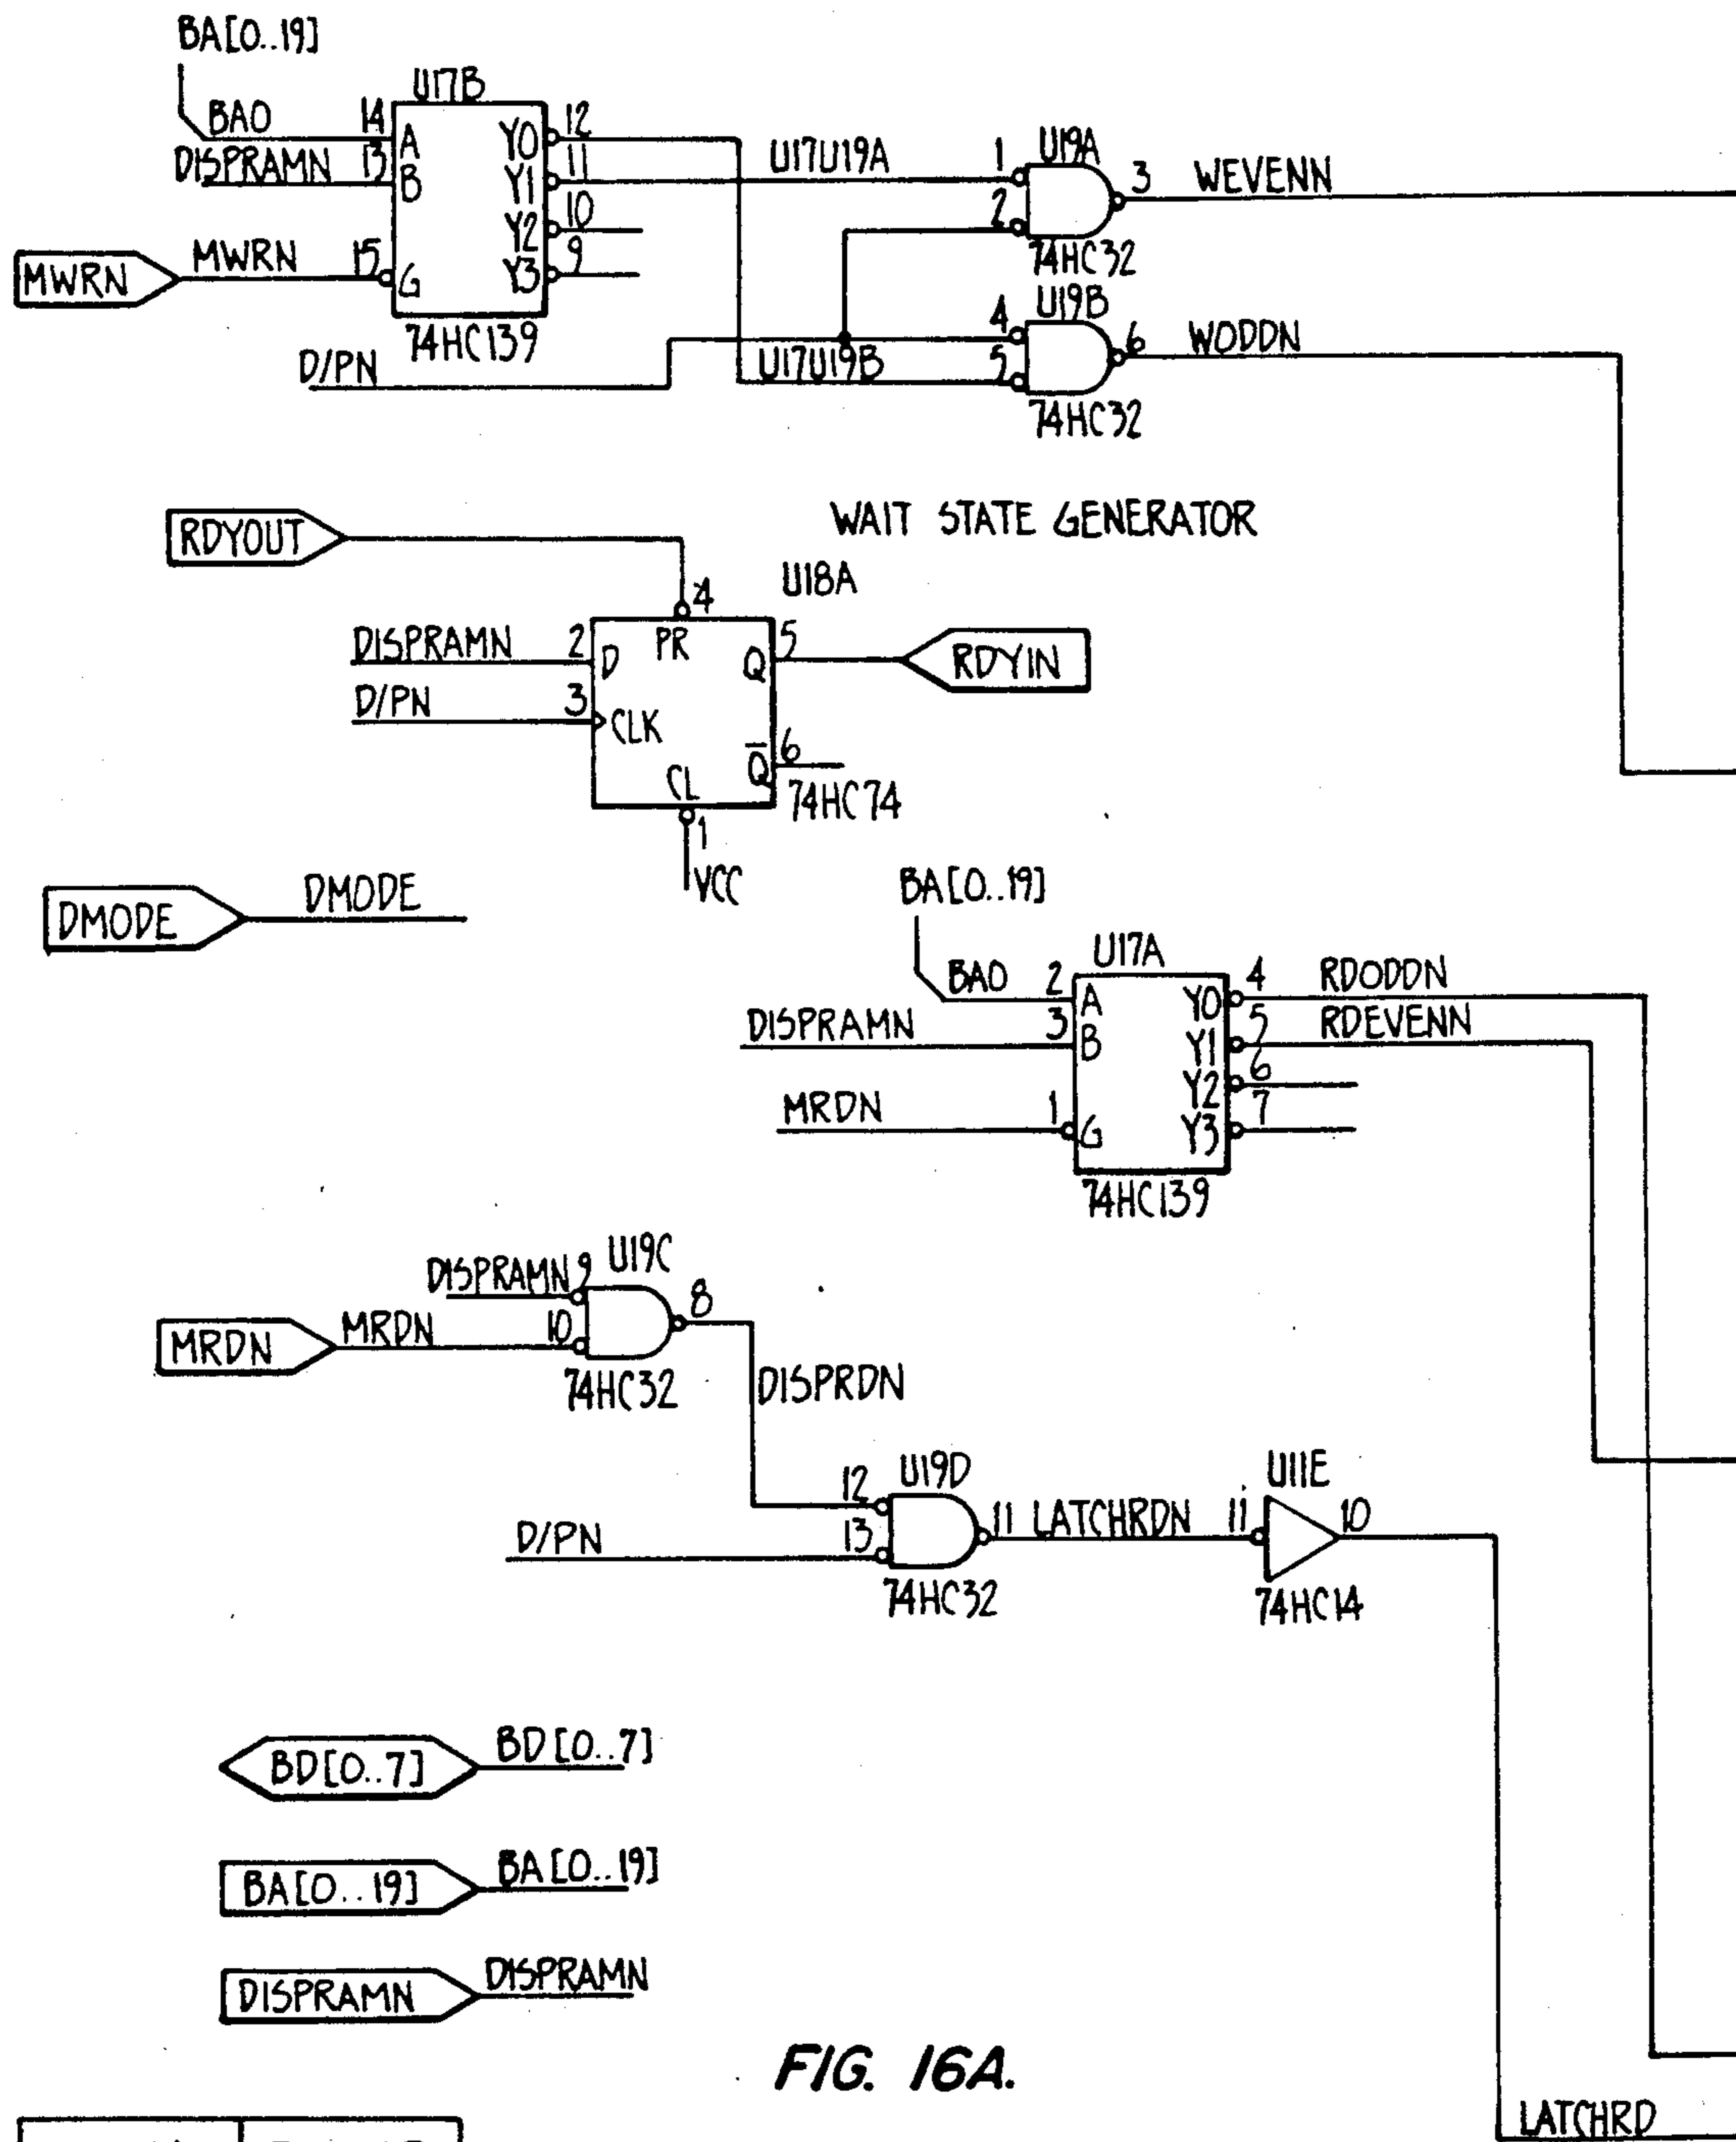 BA[0..19]
U17B
BA0 14 A Y0 12
DISPRAMN 13 B Y1 11
Y2 10
MWRN MWRN 15 G Y3 9
74HC139
U17U19A 1 U19A 3 WEVENN
2
74HC32
D/PN
U17U19B
4 U19B 6 WODDN
5
74HC32
WAIT STATE GENERATOR
RDYOUT
4 U18A
DISPRAMN 2 D PR Q 5 RDYIN
D/PN 3 CLK
CL Q̅ 6
74HC74
1
VCC
DMODE DMODE
BA[0..19]
U17A
BA0 2 A Y0 4 RDODDN
DISPRAMN 3 B Y1 5 RDEVENN
Y2 6
MRDN 1 G Y3 7
74HC139
DISPRAMN 9 U19C 8
MRDN MRDN 10
74HC32
DISPRDN
12 U19D 11 LATCHRDN 11 U11E 10
D/PN 13
74HC32 74HC14
BD[0..7] BD[0..7]
BA[0..19] BA[0..19]
DISPRAMN DISPRAMN
FIG. 16A.
LATCHRD